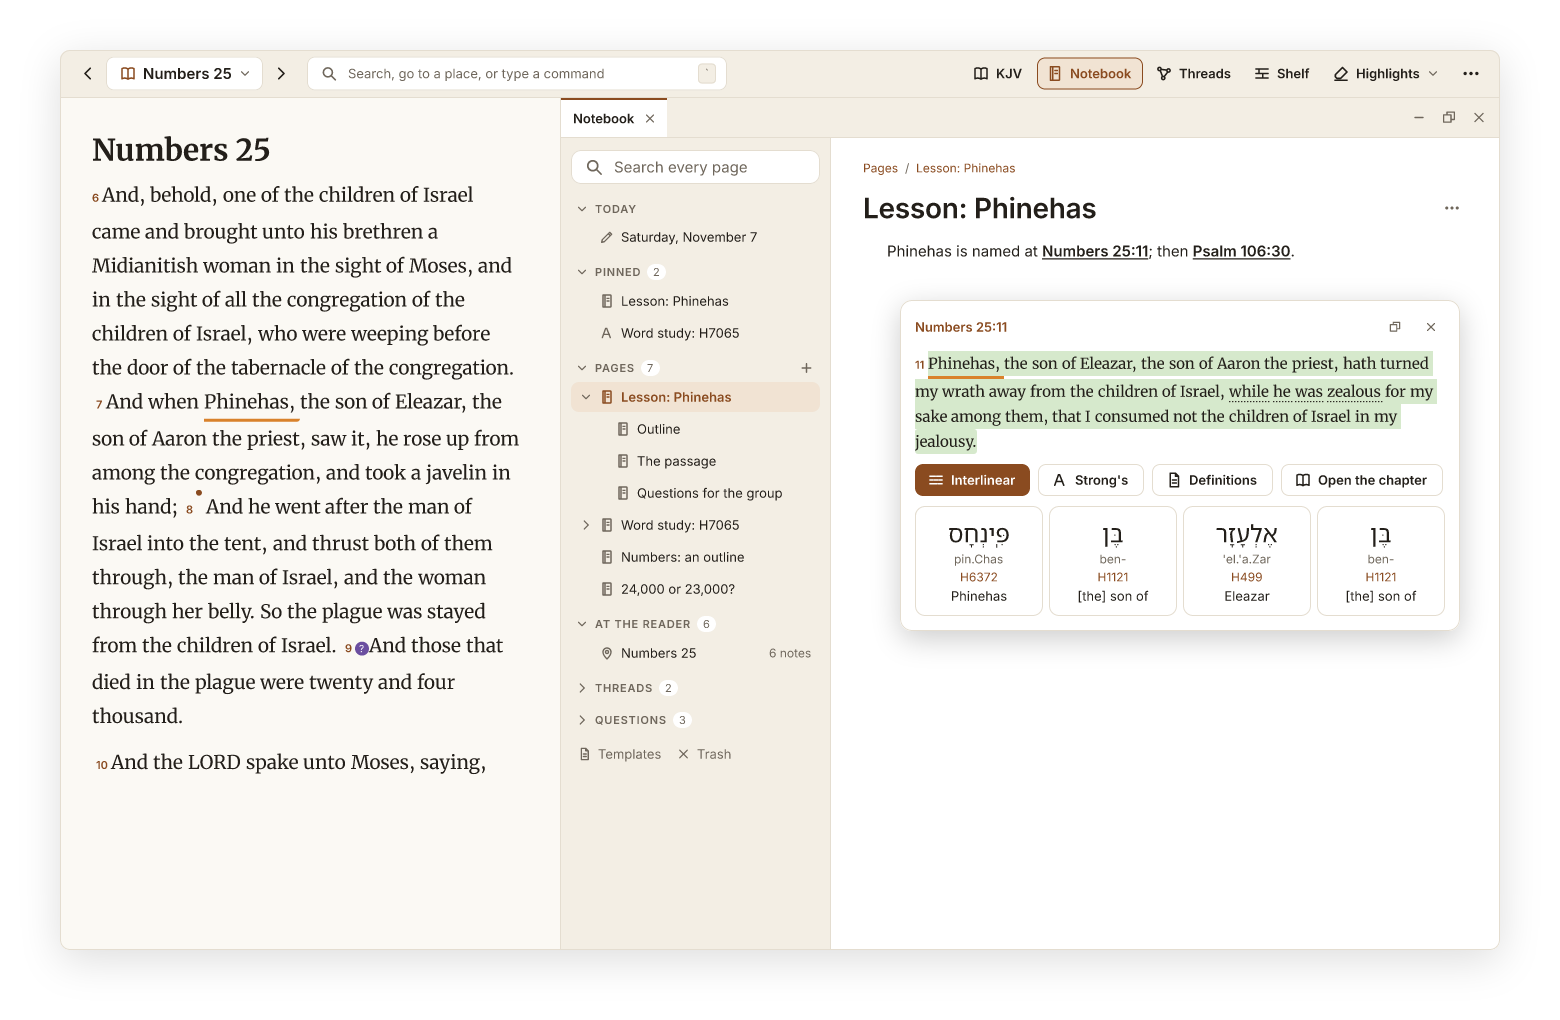 Numbers 25
Search, go to a place, or type a command
`
KJV
Notebook
Threads
Shelf
Highlights
Numbers 25
6 And, behold, one of the children of Israel
came and brought unto his brethren a
Midianitish woman in the sight of Moses, and
in the sight of all the congregation of the
children of Israel, who were weeping before
the door of the tabernacle of the congregation.
7 And when Phinehas, the son of Eleazar, the
son of Aaron the priest, saw it, he rose up from
among the congregation, and took a javelin in
his hand; 8 And he went after the man of
Israel into the tent, and thrust both of them
through, the man of Israel, and the woman
through her belly. So the plague was stayed
from the children of Israel. 9 ? And those that
died in the plague were twenty and four
thousand.
10 And the LORD spake unto Moses, saying,
Notebook
Search every page
TODAY
Saturday, November 7
PINNED 2
Lesson: Phinehas
Word study: H7065
PAGES 7
Lesson: Phinehas
Outline
The passage
Questions for the group
Word study: H7065
Numbers: an outline
24,000 or 23,000?
AT THE READER 6
Numbers 25 6 notes
THREADS 2
QUESTIONS 3
Templates Trash
Pages / Lesson: Phinehas
Lesson: Phinehas
Phinehas is named at Numbers 25:11; then Psalm 106:30.
Numbers 25:11
11 Phinehas, the son of Eleazar, the son of Aaron the priest, hath turned
my wrath away from the children of Israel, while he was zealous for my
sake among them, that I consumed not the children of Israel in my
jealousy.
Interlinear
Strong's
Definitions
Open the chapter
פִּֽינְחָס
pin.Chas
H6372
Phinehas
בֶּן
ben-
H1121
[the] son of
אֶלְעָזָר
'el.'a.Zar
H499
Eleazar
בֶּן
ben-
H1121
[the] son of